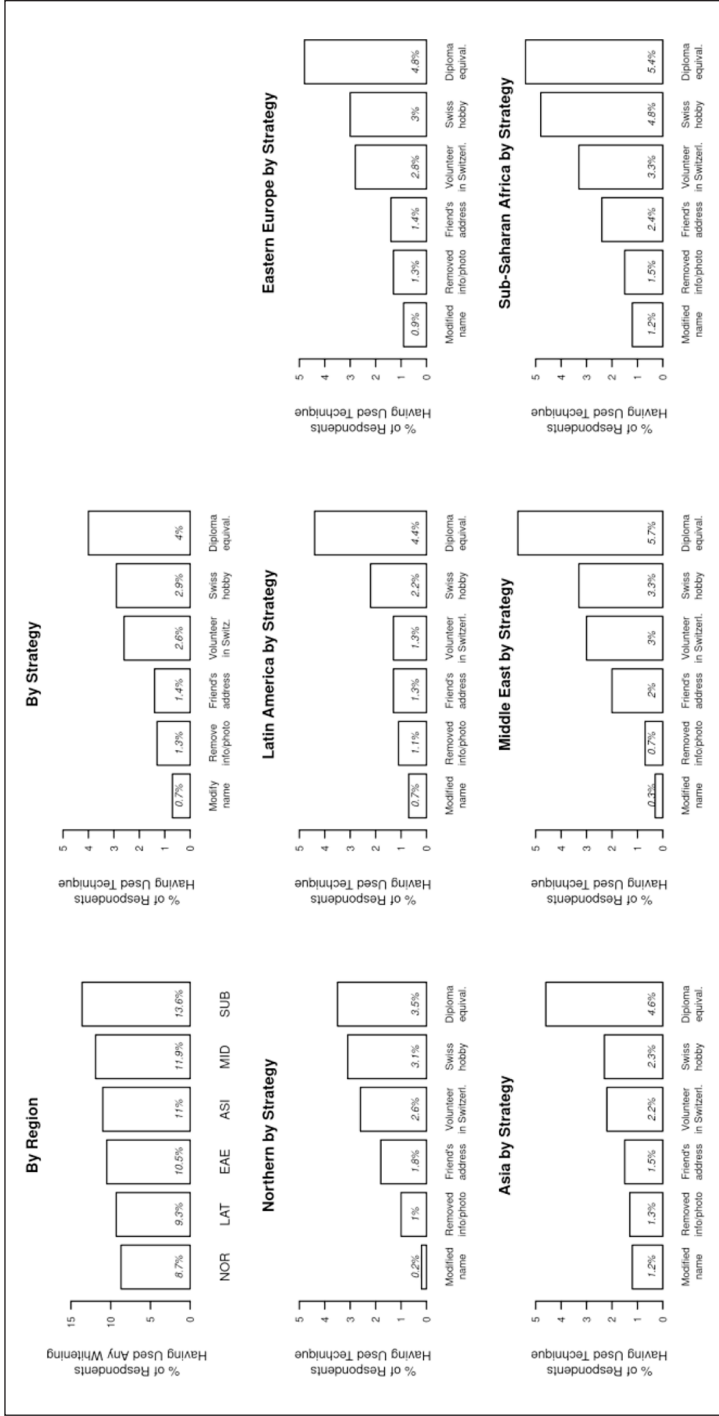 By Region
% of Respondents
Having Used Any Whitening
15
10
5
0
8.7%
9.3%
10.5%
11%
11.9%
13.6%
NOR
LAT
EAE
ASI
MID
SUB
By Strategy
% of Respondents
Having Used Technique
5
4
3
2
1
0
0.7%
1.3%
1.4%
2.6%
2.9%
4%
Modify
name
Remove
info/photo
Friend's
address
Volunteer
in Switz.
Swiss
hobby
Diploma
equival.
Northern by Strategy
% of Respondents
Having Used Technique
5
4
3
2
1
0
0.2%
1%
1.8%
2.6%
3.1%
3.5%
Modified
name
Removed
info/photo
Friend's
address
Volunteer
in Switzerl.
Swiss
hobby
Diploma
equival.
Latin America by Strategy
% of Respondents
Having Used Technique
5
4
3
2
1
0
0.7%
1.1%
1.3%
1.3%
2.2%
4.4%
Modified
name
Removed
info/photo
Friend's
address
Volunteer
in Switzerl.
Swiss
hobby
Diploma
equival.
Eastern Europe by Strategy
% of Respondents
Having Used Technique
5
4
3
2
1
0
0.9%
1.3%
1.4%
2.8%
3%
4.8%
Modified
name
Removed
info/photo
Friend's
address
Volunteer
in Switzerl.
Swiss
hobby
Diploma
equival.
Asia by Strategy
% of Respondents
Having Used Technique
5
4
3
2
1
0
1.2%
1.3%
1.5%
2.2%
2.3%
4.6%
Modified
name
Removed
info/photo
Friend's
address
Volunteer
in Switzerl.
Swiss
hobby
Diploma
equival.
Middle East by Strategy
% of Respondents
Having Used Technique
5
4
3
2
1
0
0.3%
0.7%
2%
3%
3.3%
5.7%
Modified
name
Removed
info/photo
Friend's
address
Volunteer
in Switzerl.
Swiss
hobby
Diploma
equival.
Sub-Saharan Africa by Strategy
% of Respondents
Having Used Technique
5
4
3
2
1
0
1.2%
1.5%
2.4%
3.3%
4.8%
5.4%
Modified
name
Removed
info/photo
Friend's
address
Volunteer
in Switzerl.
Swiss
hobby
Diploma
equival.